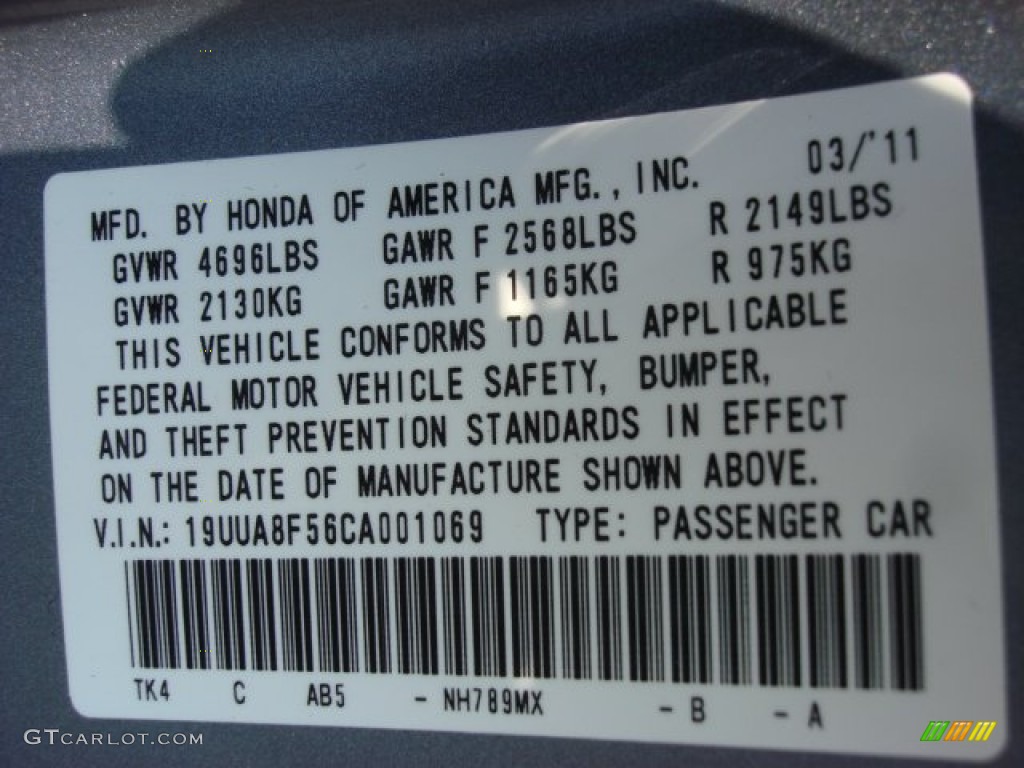 03/'11
MFD. BY HONDA OF AMERICA MFG., INC.
GVWR 4696LBS GAWR F 2568LBS R 2149LBS
GVWR 2130KG GAWR F 1165KG R 975KG
THIS VEHICLE CONFORMS TO ALL APPLICABLE
FEDERAL MOTOR VEHICLE SAFETY, BUMPER,
AND THEFT PREVENTION STANDARDS IN EFFECT
ON THE DATE OF MANUFACTURE SHOWN ABOVE.
V.I.N.: 19UUA8F56CA001069 TYPE: PASSENGER CAR
TK4 C AB5 - NH789MX - B - A
GTCARLOT.COM